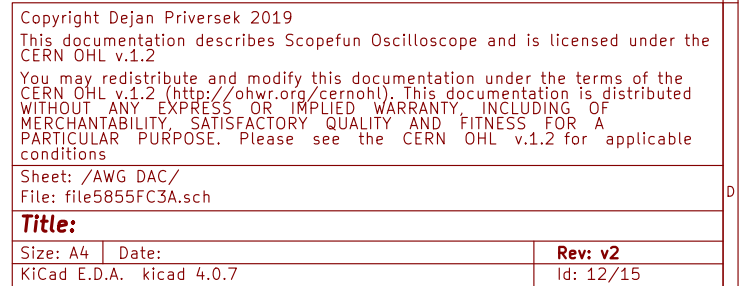 Copyright Dejan Priversek 2019
This documentation describes Scopefun Oscilloscope and is licensed under the
CERN OHL v.1.2
You may redistribute and modify this documentation under the terms of the
CERN OHL v.1.2 (http://ohwr.org/cernohl). This documentation is distributed
WITHOUT ANY EXPRESS OR IMPLIED WARRANTY, INCLUDING OF
MERCHANTABILITY, SATISFACTORY QUALITY AND FITNESS FOR A
PARTICULAR PURPOSE. Please see the CERN OHL v.1.2 for applicable
conditions
Sheet: /AWG DAC/
File: file5855FC3A.sch
D
Title:
Size: A4 Date: Rev: v2
KiCad E.D.A. kicad 4.0.7 Id: 12/15